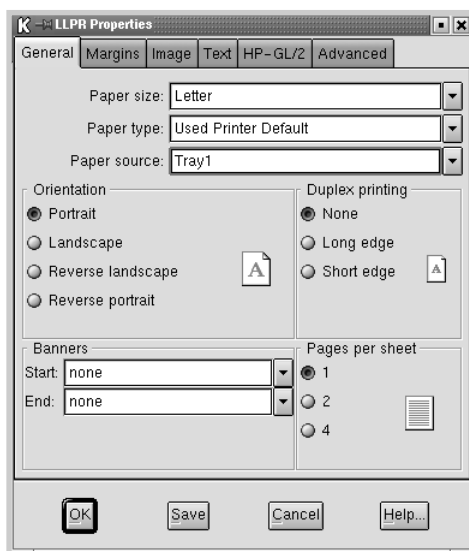 K LLPR Properties
General Margins Image Text HP-GL/2 Advanced
Paper size: Letter
Paper type: Used Printer Default
Paper source: Tray1
Orientation
Portrait
Landscape
Reverse landscape
Reverse portrait
A
Duplex printing
None
Long edge
Short edge
A
Banners
Start: none
End: none
Pages per sheet
1
2
4
OK Save Cancel Help...